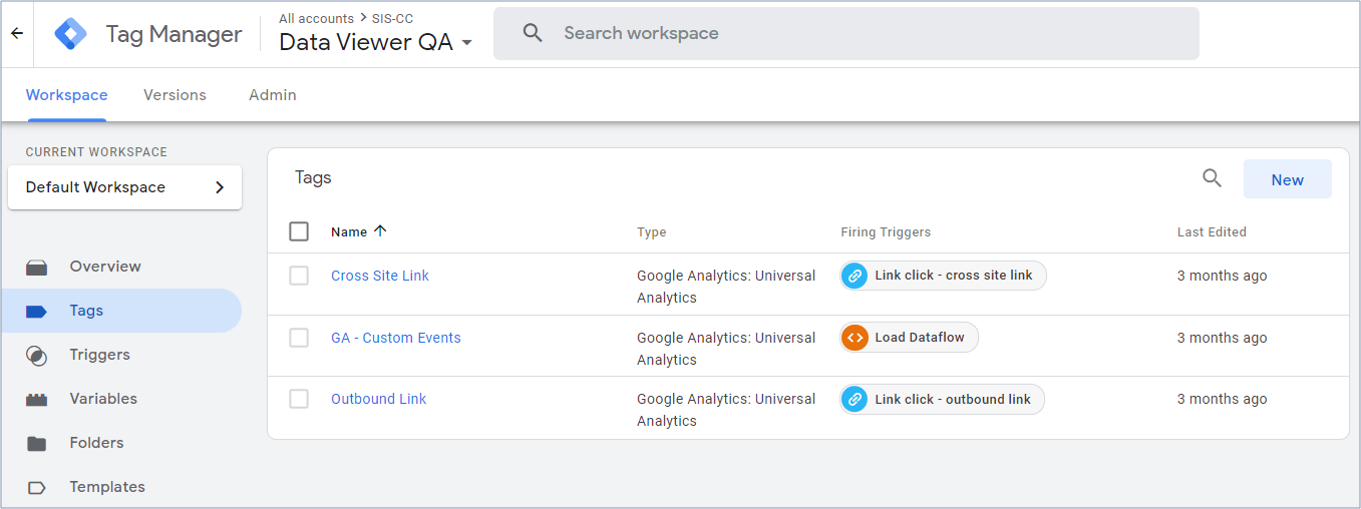 Tag Manager
All accounts > SIS-CC
Data Viewer QA
Search workspace
Workspace Versions Admin
CURRENT WORKSPACE
Default Workspace
Overview
Tags
Triggers
Variables
Folders
Templates
Tags
New
Name Type Firing Triggers Last Edited
Cross Site Link Google Analytics: Universal Link click - cross site link 3 months ago
Analytics
GA - Custom Events Google Analytics: Universal Load Dataflow 3 months ago
Analytics
Outbound Link Google Analytics: Universal Link click - outbound link 3 months ago
Analytics